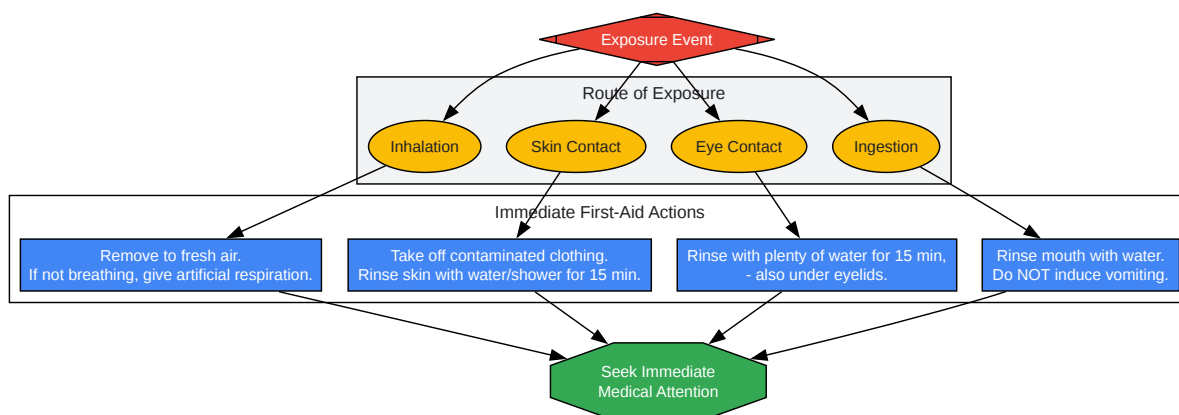 Exposure Event
Route of Exposure
Inhalation
Skin Contact
Eye Contact
Ingestion
Immediate First-Aid Actions
Remove to fresh air.
If not breathing, give artificial respiration.
Take off contaminated clothing.
Rinse skin with water/shower for 15 min.
Rinse with plenty of water for 15 min,
- also under eyelids.
Rinse mouth with water.
Do NOT induce vomiting.
Seek Immediate
Medical Attention